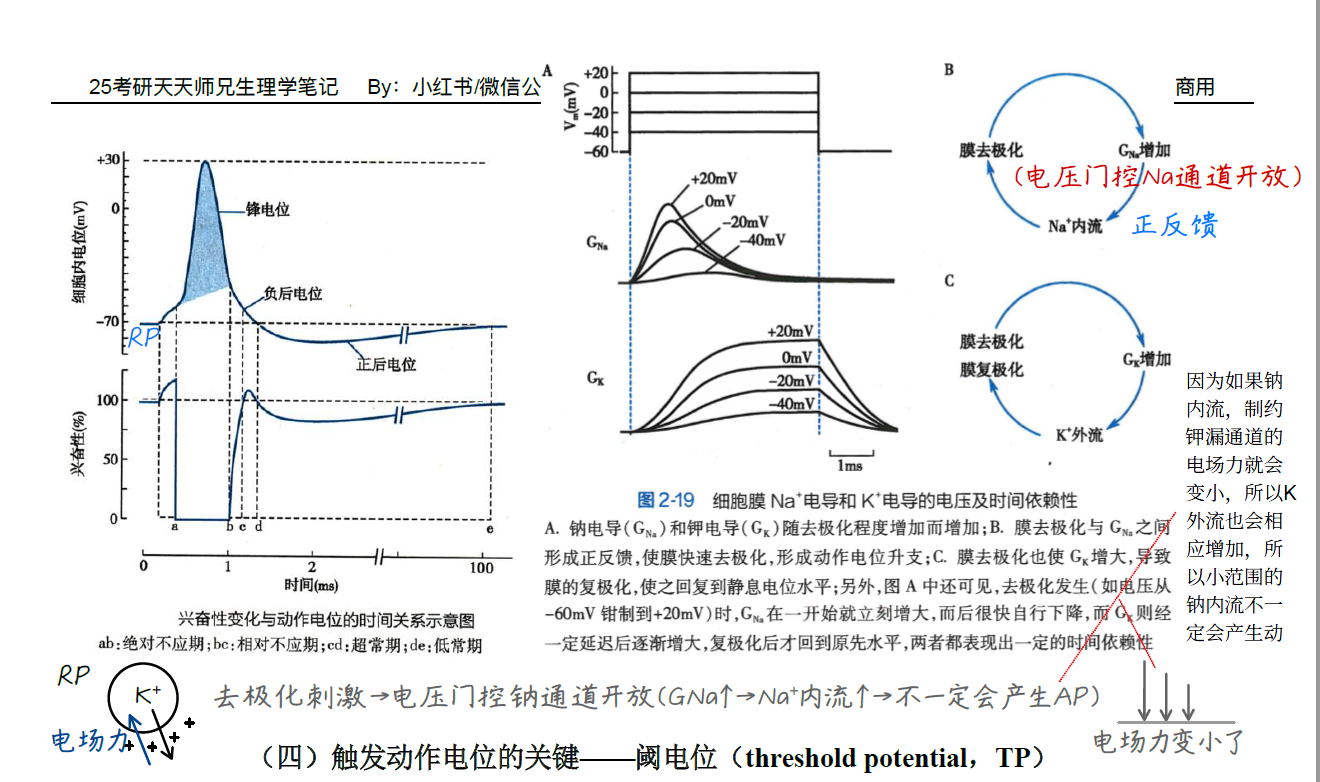 25考研天天师兄生理学笔记 By：小红书/微信公
商用
+30
0
-70
细胞内电位(mV)
锋电位
负后电位
正后电位
RP
100
50
0
兴奋性(%)
a b c d e
0 1 2 100
时间(ms)
兴奋性变化与动作电位的时间关系示意图
ab:绝对不应期;bc:相对不应期;cd:超常期;de:低常期
A
+20
0
-20
-40
-60
Vm(mV)
+20mV
0mV
-20mV
-40mV
GNa
+20mV
0mV
-20mV
-40mV
GK
1ms
B
膜去极化
GNa增加
(电压门控Na通道开放)
Na⁺内流
正反馈
C
膜去极化
膜复极化
GK增加
K⁺外流
图 2-19 细胞膜 Na⁺电导和 K⁺电导的电压及时间依赖性
A. 钠电导(GNa)和钾电导(GK)随去极化程度增加而增加;B. 膜去极化与 GNa之间
形成正反馈,使膜快速去极化,形成动作电位升支;C. 膜去极化也使 GK增大,导致
膜的复极化,使之回复到静息电位水平;另外,图 A 中还可见,去极化发生(如电压从
-60mV 钳制到+20mV)时,GNa在一开始就立刻增大,而后很快自行下降,而 GK则经
一定延迟后逐渐增大,复极化后才回到原先水平,两者都表现出一定的时间依赖性
因为如果钠
内流，制约
钾漏通道的
电场力就会
变小，所以K
外流也会相
应增加，所
以小范围的
钠内流不一
定会产生动
RP
K⁺
电场力
+ + +
去极化刺激→电压门控钠通道开放(GNa↑→Na⁺内流↑→不一定会产生AP)
电场力变小了
（四）触发动作电位的关键——阈电位（threshold potential，TP）